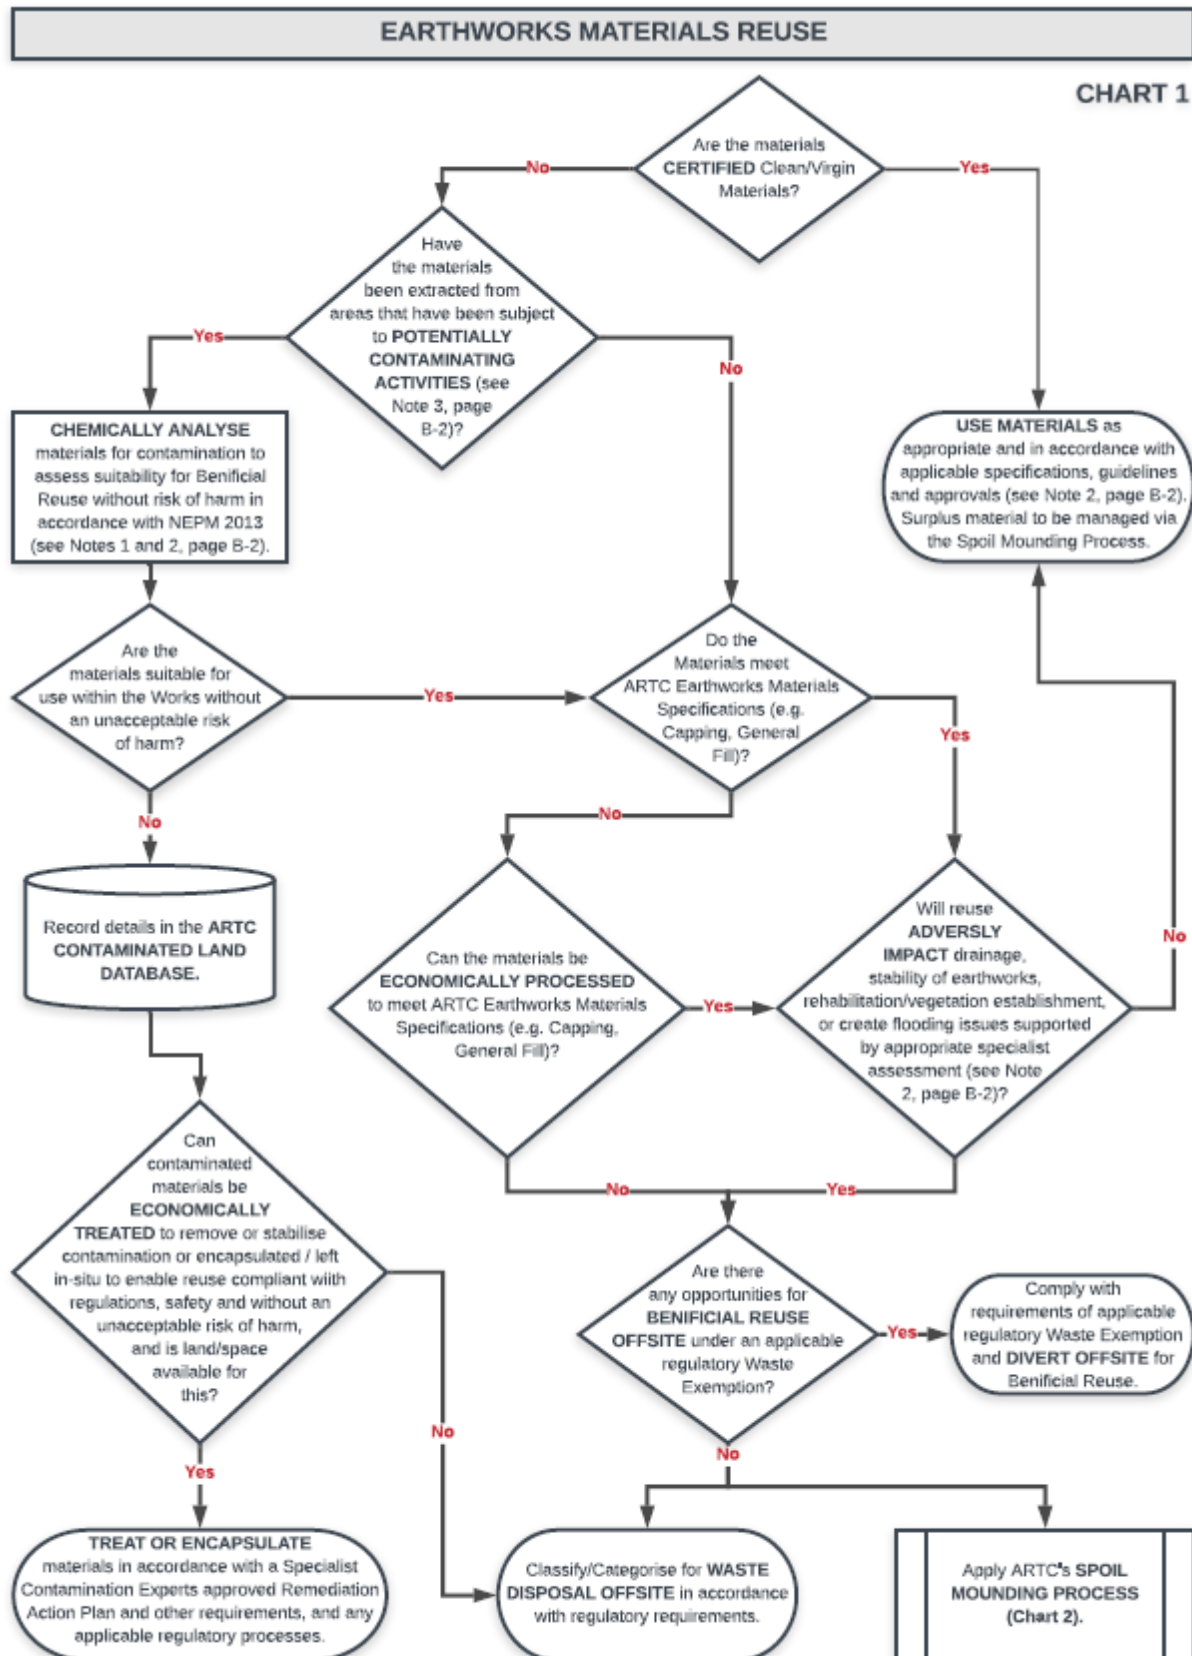 EARTHWORKS MATERIALS REUSE
CHART 1
Are the materials
CERTIFIED Clean/Virgin
Materials?
No
Yes
Have
the materials
been extracted from
areas that have been subject
to POTENTIALLY
CONTAMINATING
ACTIVITIES (see
Note 3, page
B-2)?
Yes
No
CHEMICALLY ANALYSE
materials for contamination to
assess suitability for Benificial
Reuse without risk of harm in
accordance with NEPM 2013
(see Notes 1 and 2, page B-2).
USE MATERIALS as
appropriate and in accordance with
applicable specifications, guidelines
and approvals (see Note 2, page B-2).
Surplus material to be managed via
the Spoil Mounding Process.
Are the
materials suitable for
use within the Works without
an unacceptable risk
of harm?
Yes
No
Do the
Materials meet
ARTC Earthworks Materials
Specifications (e.g.
Capping, General
Fill)?
Yes
No
Record details in the ARTC
CONTAMINATED LAND
DATABASE.
Can the materials be
ECONOMICALLY PROCESSED
to meet ARTC Earthworks Materials
Specifications (e.g. Capping,
General Fill)?
Yes
No
Will reuse
ADVERSLY
IMPACT drainage,
stability of earthworks,
rehabilitation/vegetation establishment,
or create flooding issues supported
by appropriate specialist
assessment (see Note
2, page B-2)?
No
Yes
Can
contaminated
materials be
ECONOMICALLY
TREATED to remove or stabilise
contamination or encapsulated / left
in-situ to enable reuse compliant wiith
regulations, safety and without an
unacceptable risk of harm,
and is land/space
available for
this?
No
Yes
Are there
any opportunities for
BENIFICIAL REUSE
OFFSITE under an applicable
regulatory Waste
Exemption?
Yes
No
Comply with
requirements of applicable
regulatory Waste Exemption
and DIVERT OFFSITE for
Benificial Reuse.
TREAT OR ENCAPSULATE
materials in accordance with a Specialist
Contamination Experts approved Remediation
Action Plan and other requirements, and any
applicable regulatory processes.
Classify/Categorise for WASTE
DISPOSAL OFFSITE in accordance
with regulatory requirements.
Apply ARTC's SPOIL
MOUNDING PROCESS
(Chart 2).